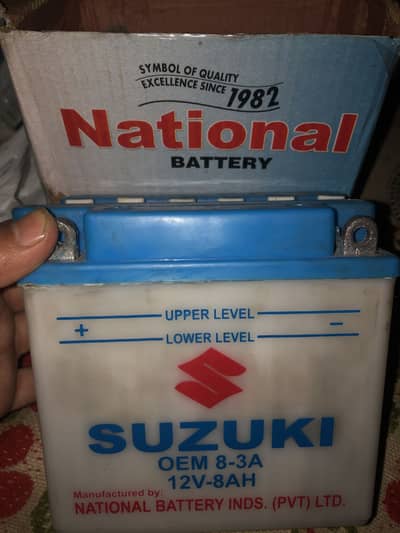 SYMBOL OF QUALITY
EXCELLENCE SINCE 1982
National
BATTERY
UPPER LEVEL
+ −
LOWER LEVEL
SUZUKI
OEM 8-3A
12V-8AH
Manufactured by:
NATIONAL BATTERY INDS. (PVT) LTD.